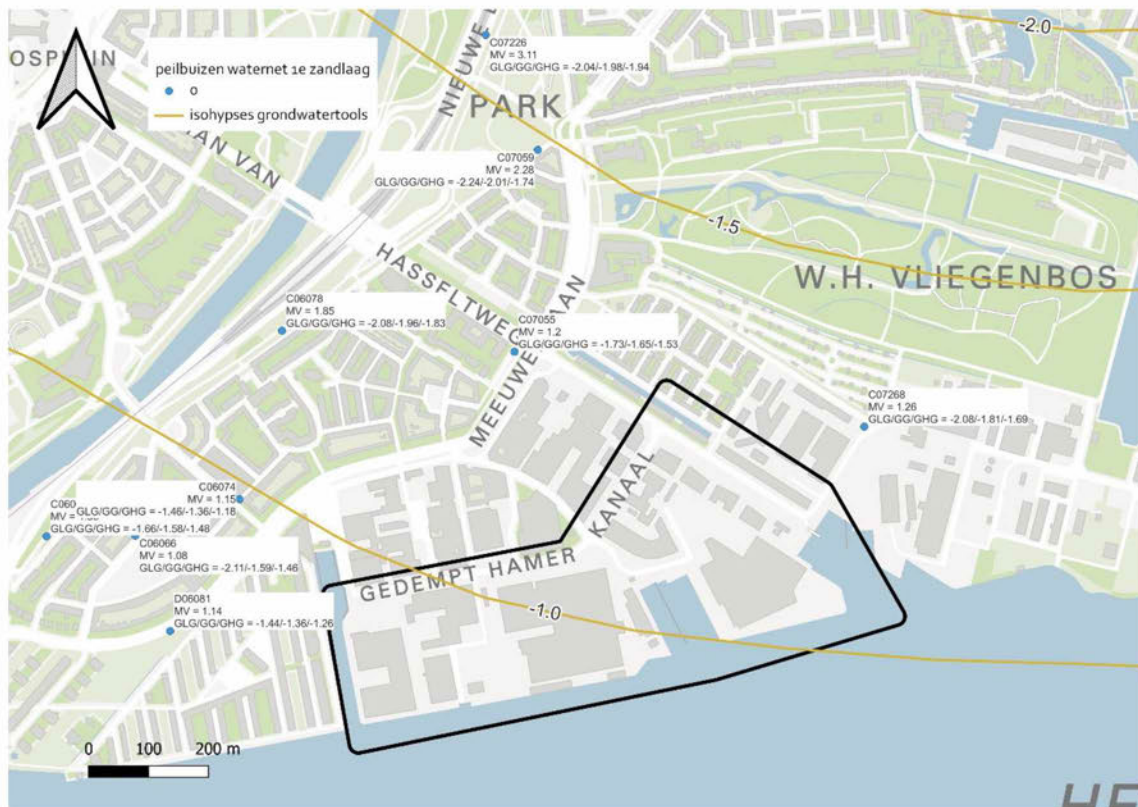 OSP
IN
peilbuizen waternet 1e zandlaag
0
isohypses grondwatertools
C07226
MV = 3.11
GLG/GG/GHG = -2.04/-1.98/-1.94
-2.0
NIEUWE
PARK
AN VAN
C07059
MV = 2.28
GLG/GG/GHG = -2.24/-2.01/-1.74
-1.5
W.H. VLIEGENBOS
HASSELTWEG
MEEUWE
AAN
C06078
MV = 1.85
GLG/GG/GHG = -2.08/-1.96/-1.83
C07055
MV = 1.2
GLG/GG/GHG = -1.73/-1.65/-1.53
C07268
MV = 1.26
GLG/GG/GHG = -2.08/-1.81/-1.69
C06074
MV = 1.15
GLG/GG/GHG = -1.46/-1.36/-1.18
C060
MV =
GLG/GG/GHG = -1.66/-1.58/-1.48
C06066
MV = 1.08
GLG/GG/GHG = -2.11/-1.59/-1.46
KANAAL
GEDEMPT HAMER
-1.0
D06081
MV = 1.14
GLG/GG/GHG = -1.44/-1.36/-1.26
0 100 200 m